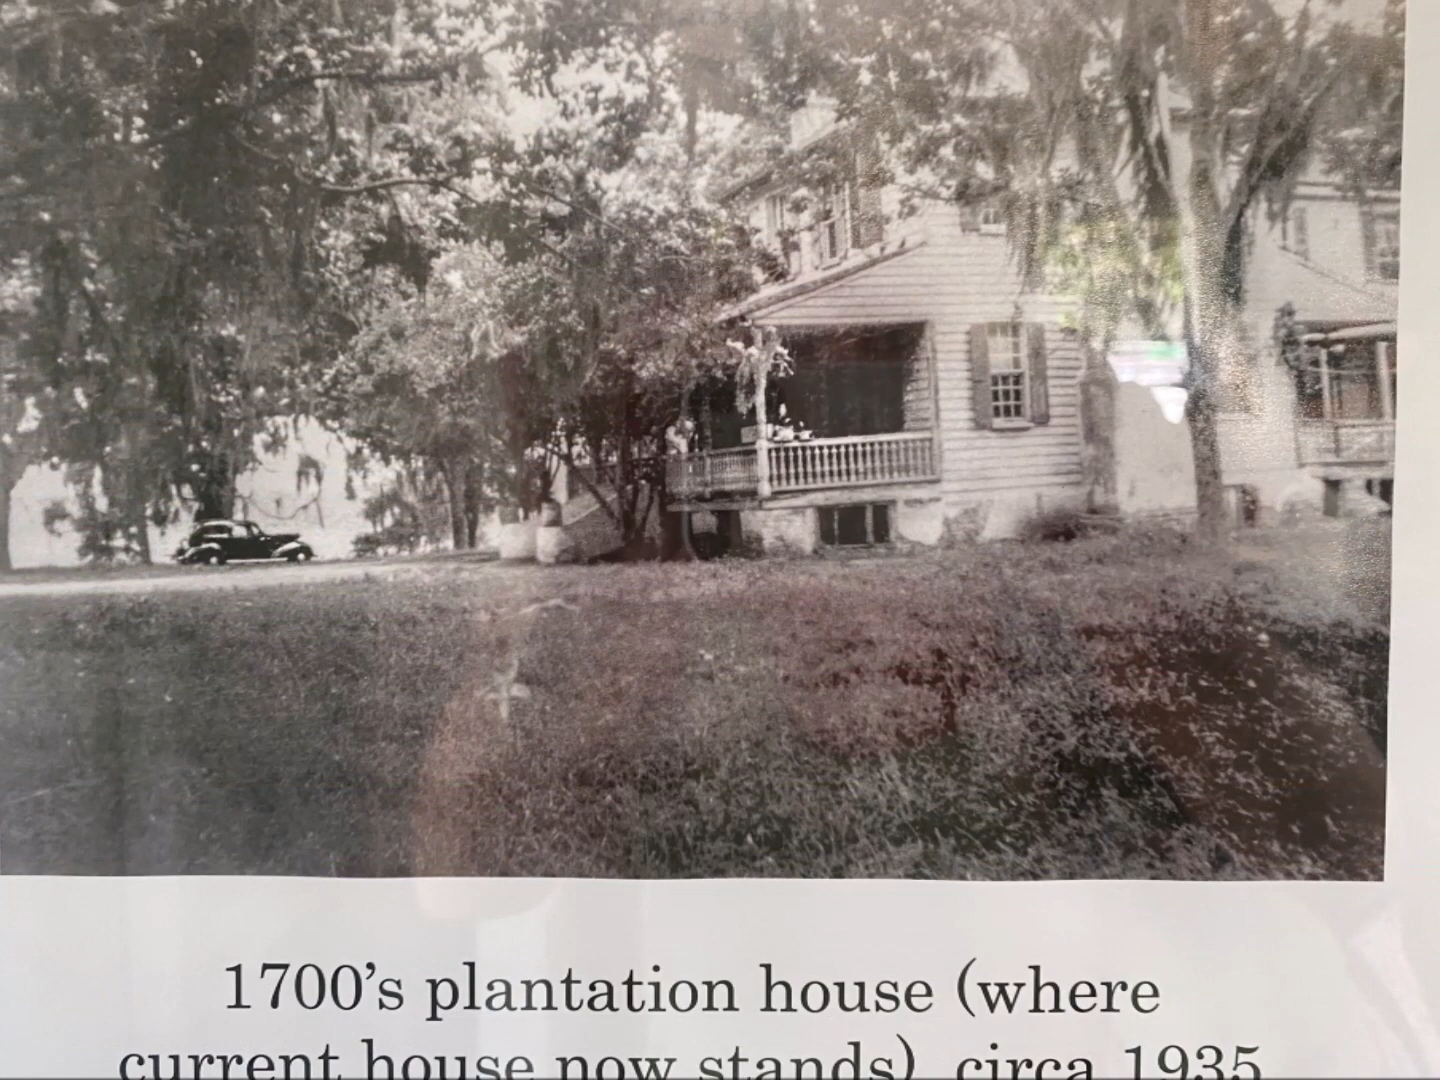 1700's plantation house (where
current house now stands), circa 1935